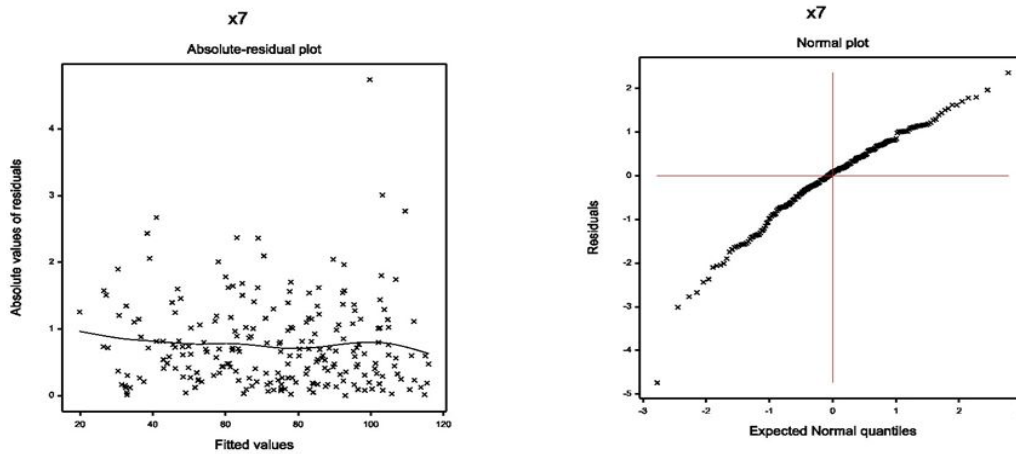 x7
Absolute-residual plot
Absolute values of residuals
4
3
2
1
0
20 40 60 80 100 120
Fitted values
x7
Normal plot
Residuals
2
1
0
-1
-2
-3
-4
-5
-3 -2 -1 0 1 2
Expected Normal quantiles